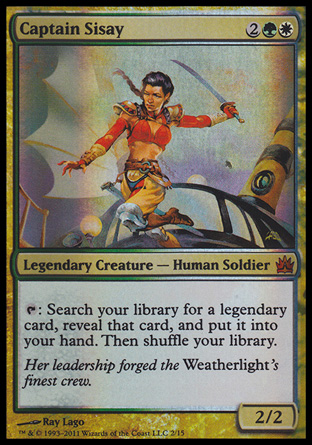 Captain Sisay 2
Legendary Creature — Human Soldier
: Search your library for a legendary
card, reveal that card, and put it into
your hand. Then shuffle your library.
Her leadership forged the Weatherlight's
finest crew.
Ray Lago
™ & © 1993–2011 Wizards of the Coast LLC 2/15
2/2